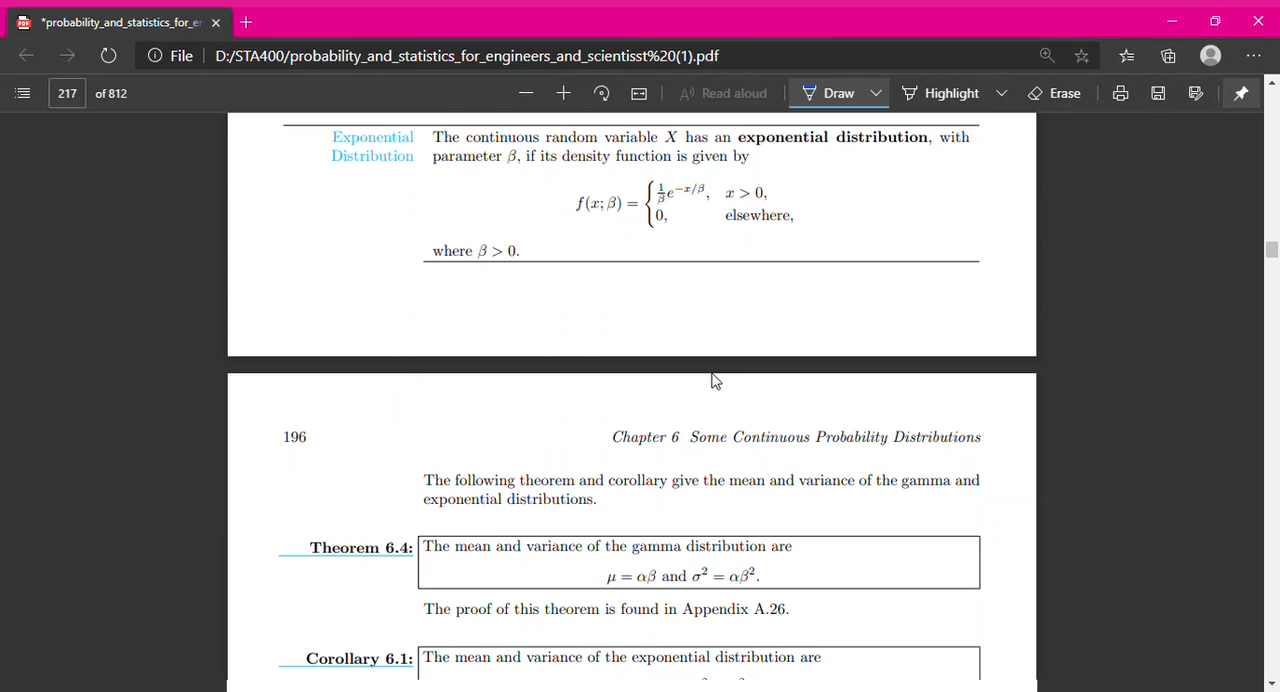 *probability_and_statistics_for_er
File D:/STA400/probability_and_statistics_for_engineers_and_scientisst%20(1).pdf
217 of 812 Read aloud Draw Highlight Erase
Exponential Distribution
The continuous random variable X has an exponential distribution, with
parameter β, if its density function is given by
f(x; β) = { 1/β e^{-x/β}, x > 0,
0, elsewhere,
where β > 0.
196 Chapter 6 Some Continuous Probability Distributions
The following theorem and corollary give the mean and variance of the gamma and
exponential distributions.
Theorem 6.4: The mean and variance of the gamma distribution are
μ = αβ and σ² = αβ².
The proof of this theorem is found in Appendix A.26.
Corollary 6.1: The mean and variance of the exponential distribution are